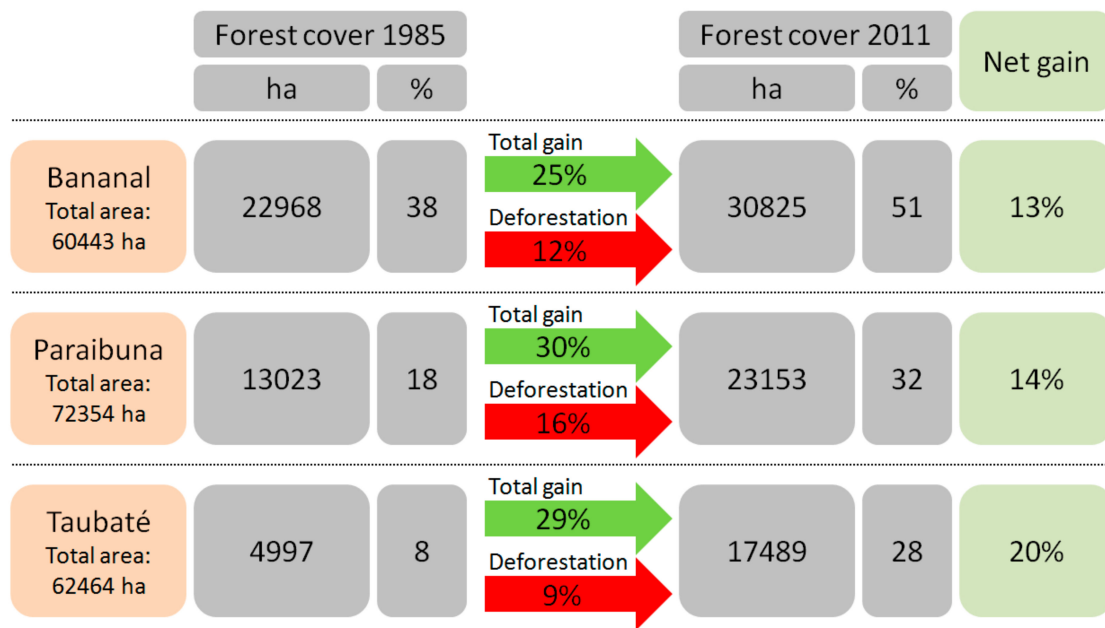 Forest cover 1985
Forest cover 2011
Net gain
ha
%
ha
%
Bananal
Total area:
60443 ha
22968
38
Total gain
25%
Deforestation
12%
30825
51
13%
Paraibuna
Total area:
72354 ha
13023
18
Total gain
30%
Deforestation
16%
23153
32
14%
Taubaté
Total area:
62464 ha
4997
8
Total gain
29%
Deforestation
9%
17489
28
20%